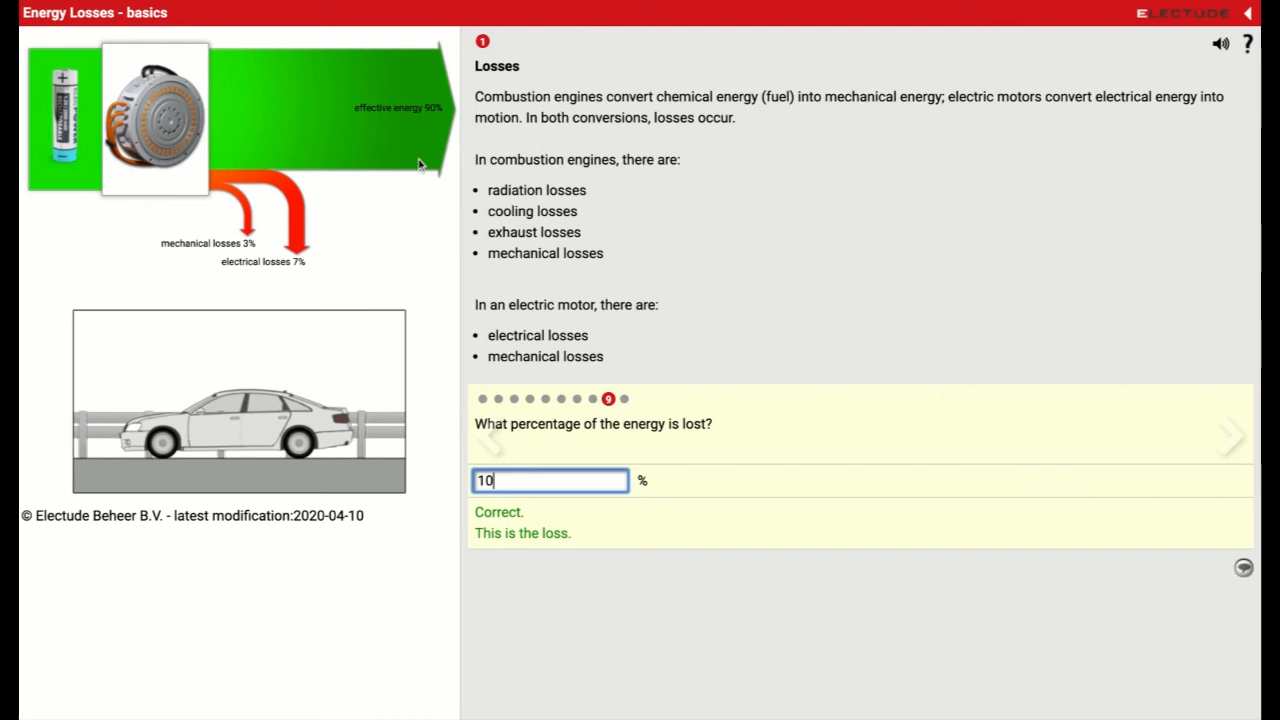 Energy Losses - basics
ELECTUDE
effective energy 90%
mechanical losses 3%
electrical losses 7%
© Electude Beheer B.V. - latest modification:2020-04-10
1
?
Losses
Combustion engines convert chemical energy (fuel) into mechanical energy; electric motors convert electrical energy into
motion. In both conversions, losses occur.
In combustion engines, there are:
• radiation losses
• cooling losses
• exhaust losses
• mechanical losses
In an electric motor, there are:
• electrical losses
• mechanical losses
9
What percentage of the energy is lost?
10 %
Correct.
This is the loss.